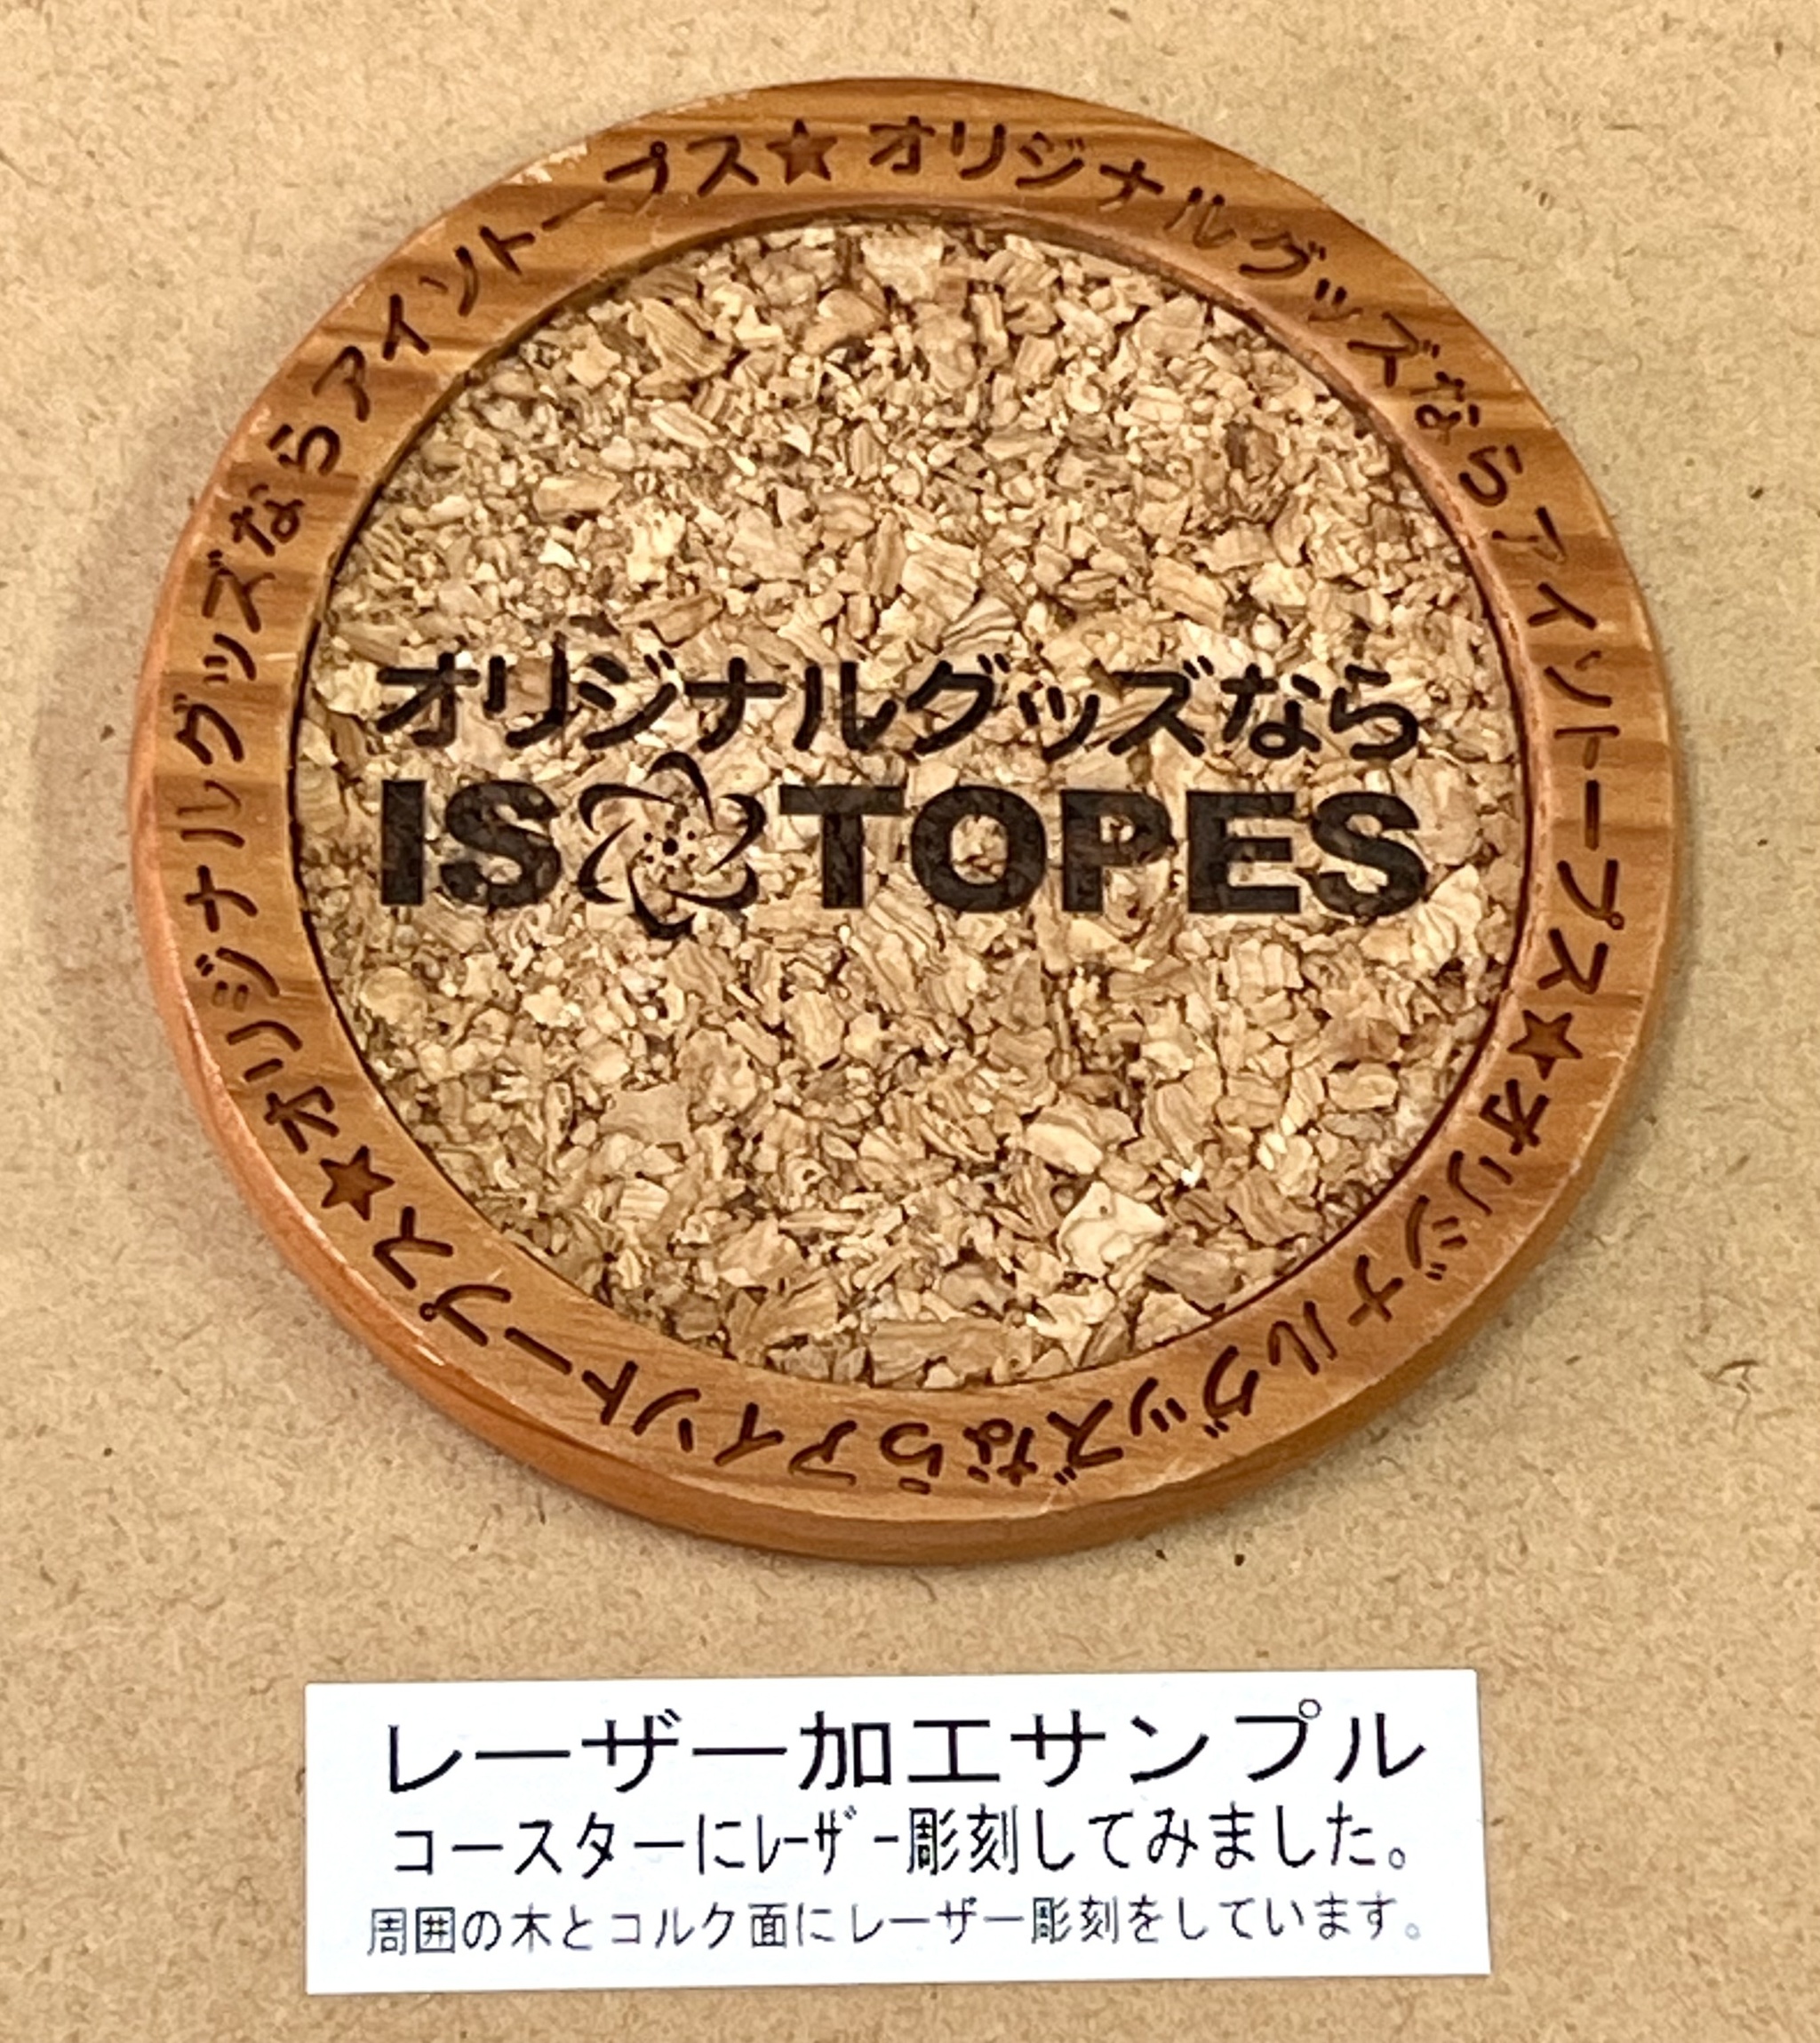 オリジナルグッズならアイソトープス★オリジナルグッズならアイソトープス★オリジナルグッズならアイソトープス★
オリジナルグッズなら
ISOTOPES
レーザー加工サンプル
コースターにレーザー彫刻してみました。
周囲の木とコルク面にレーザー彫刻をしています。